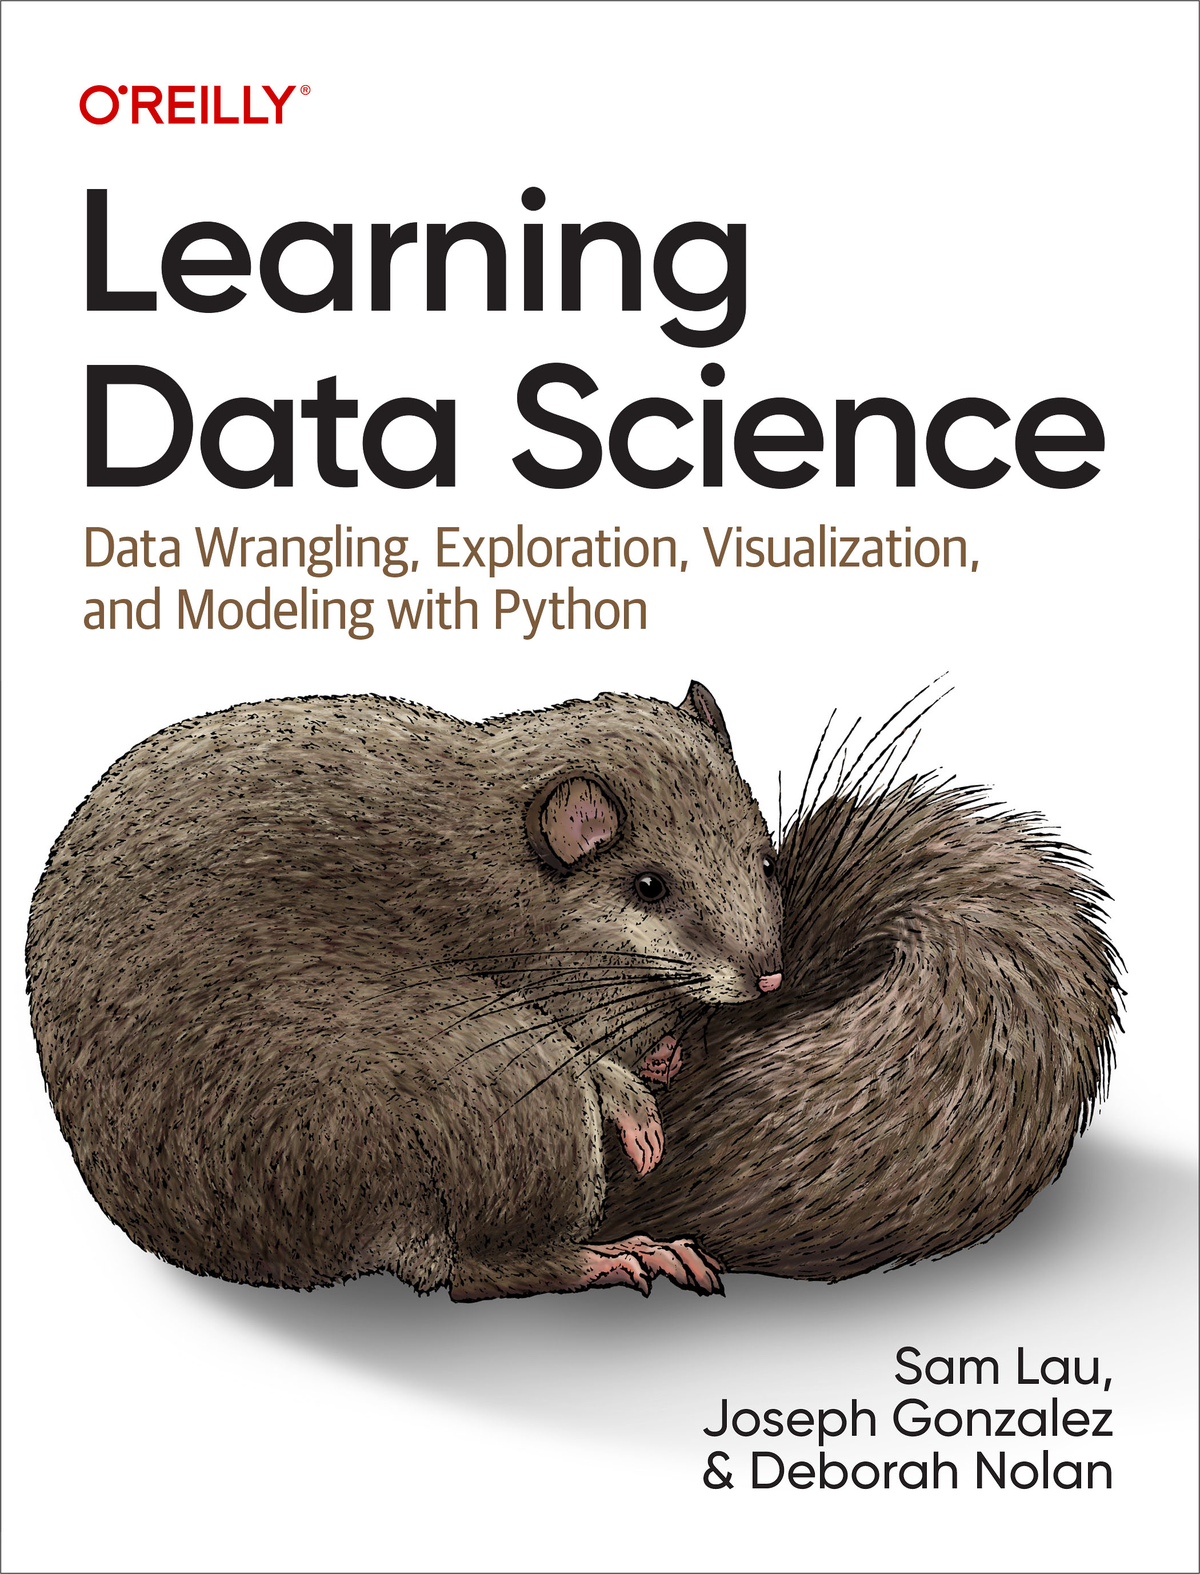 O'REILLY®
Learning
Data Science
Data Wrangling, Exploration, Visualization,
and Modeling with Python
Sam Lau,
Joseph Gonzalez
& Deborah Nolan